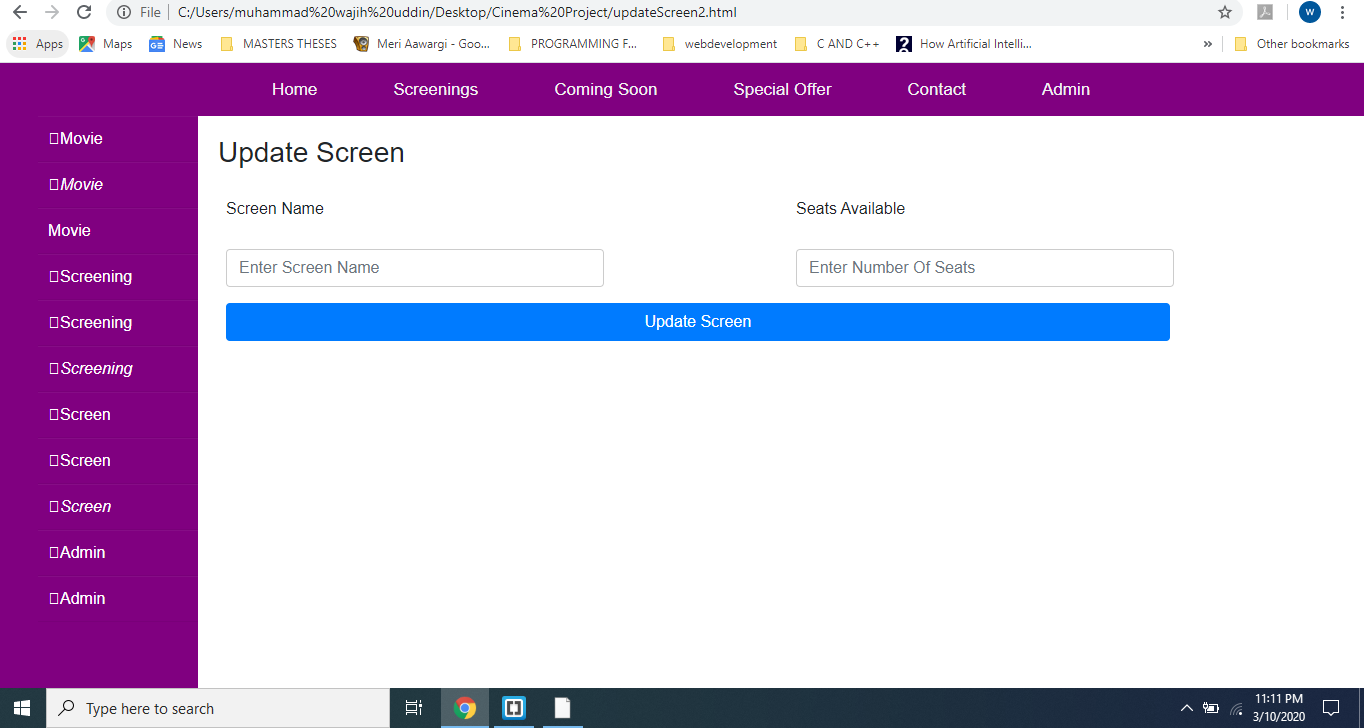 File C:/Users/muhammad%20wajih%20uddin/Desktop/Cinema%20Project/updateScreen2.html W
Apps Maps News MASTERS THESES Meri Aawargi - Goo... PROGRAMMING F... webdevelopment C AND C++ How Artificial Intelli... » Other bookmarks
Home Screenings Coming Soon Special Offer Contact Admin
Movie
Movie
Movie
Screening
Screening
Screening
Screen
Screen
Screen
Admin
Admin
Update Screen
Screen Name Seats Available
Enter Screen Name Enter Number Of Seats
Update Screen
Type here to search
11:11 PM
3/10/2020